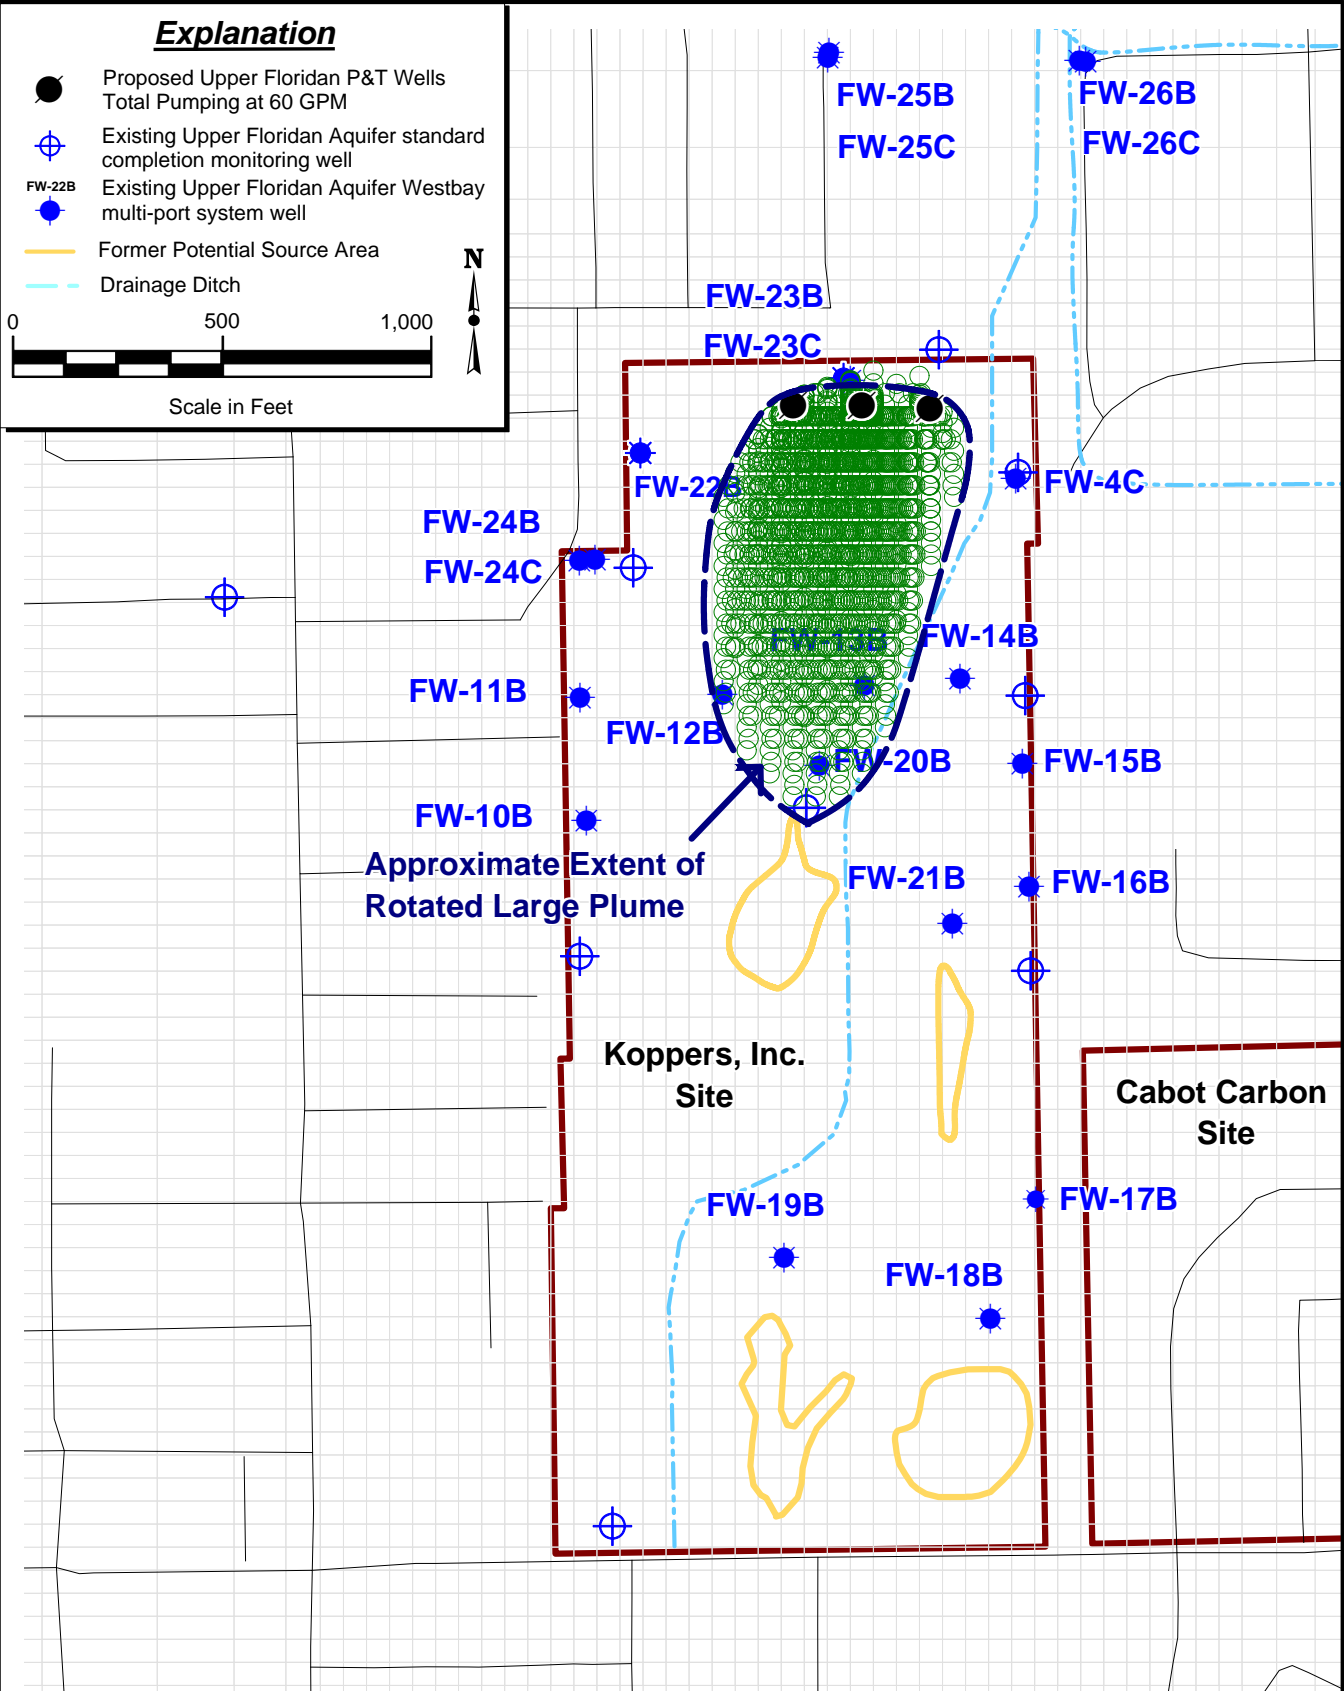 Explanation
Proposed Upper Floridan P&T Wells
Total Pumping at 60 GPM
Existing Upper Floridan Aquifer standard
completion monitoring well
FW-22B
Existing Upper Floridan Aquifer Westbay
multi-port system well
Former Potential Source Area
Drainage Ditch
N
0 500 1,000
Scale in Feet
FW-25B
FW-25C
FW-26B
FW-26C
FW-23B
FW-23C
FW-22B
FW-4C
FW-24B
FW-24C
FW-13B
FW-14B
FW-11B
FW-12B
FW-20B
FW-15B
FW-10B
Approximate Extent of
Rotated Large Plume
FW-21B
FW-16B
Koppers, Inc.
Site
Cabot Carbon
Site
FW-19B
FW-17B
FW-18B